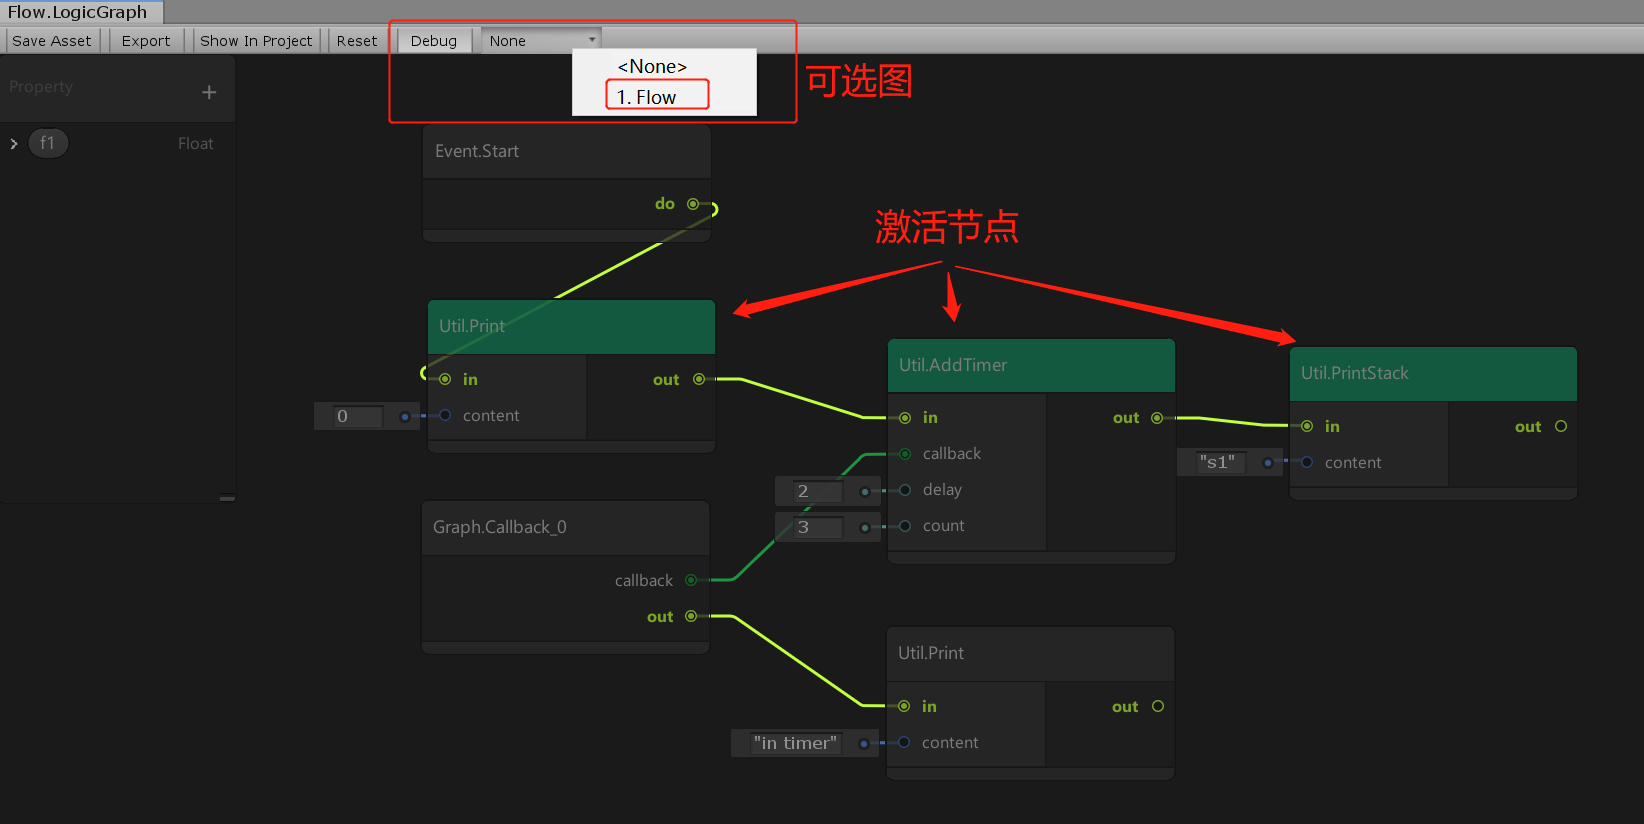 Flow.LogicGraph
Save Asset Export Show In Project Reset Debug None
<None>
1. Flow
可选图
Property +
f1 Float
Event.Start
do
激活节点
Util.Print
in out
0 content
Util.AddTimer
in out
callback
2 delay
3 count
Util.PrintStack
in out
"s1" content
Graph.Callback_0
callback
out
Util.Print
in out
"in timer" content